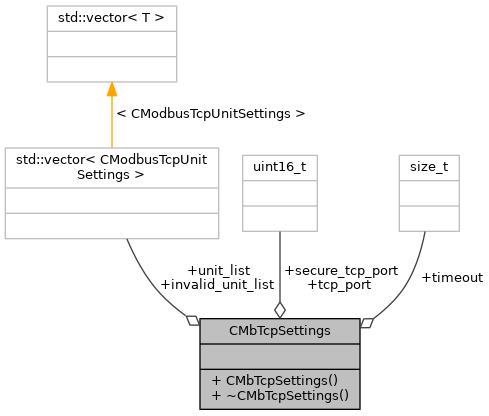 std::vector< T >
< CModbusTcpUnitSettings >
std::vector< CModbusTcpUnit
Settings >
uint16_t
size_t
+unit_list
+invalid_unit_list
+secure_tcp_port
+tcp_port
+timeout
CMbTcpSettings
+ CMbTcpSettings()
+ ~CMbTcpSettings()